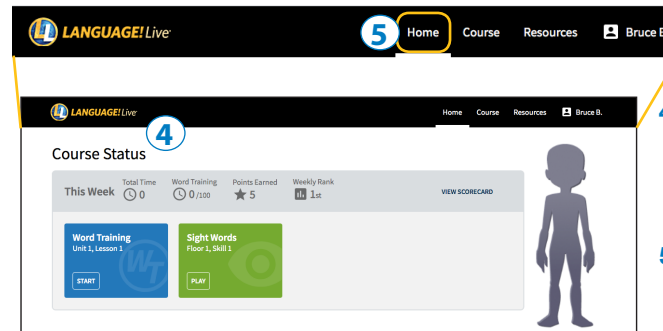 LANGUAGE! Live
5 Home Course Resources Bruce B
LANGUAGE! Live Home Course Resources Bruce B.
4
Course Status
This Week Total Time 0 Word Training 0 /100 Points Earned 5 Weekly Rank 1st VIEW SCORECARD
Word Training
Unit 1, Lesson 1
WT
START
Sight Words
Floor 1, Skill 1
PLAY